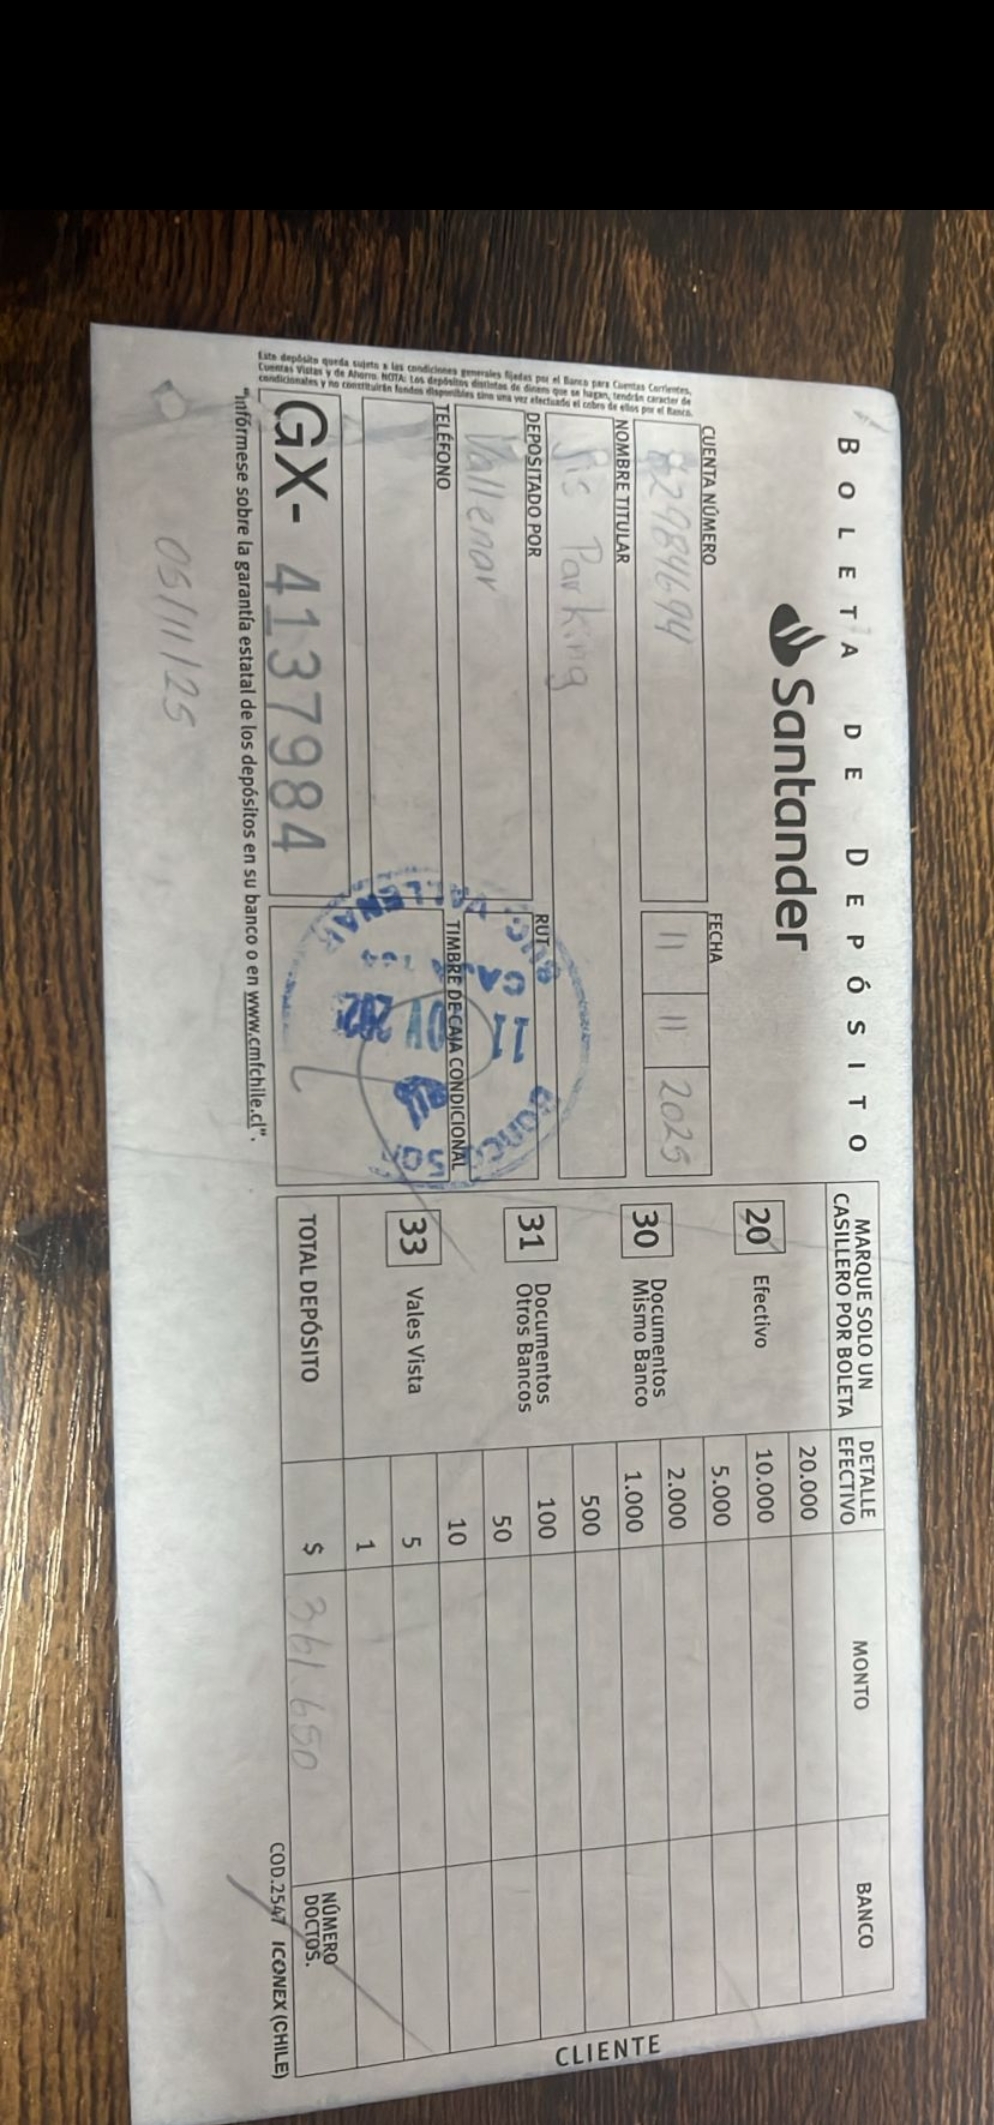 BOLETA DE DEPÓSITO
Santander
CUENTA NÚMERO
FECHA
11 11 2025
NOMBRE TITULAR
Jis Parking
DEPOSITADO POR
RUT
Vallenar
TELÉFONO
TIMBRE DE CAJA CONDICIONAL
GX- 4137984
Este depósito queda sujeto a las condiciones generales fijadas por el Banco para Cuentas Corrientes,
Cuentas Vistas y de Ahorro. NOTA: Los depósitos distintos de dinero que se hagan, tendrán caracter de
condicionales y no constituirán fondos disponibles sino una vez efectuado el cobro de ellos por el Banco.
"Infórmese sobre la garantía estatal de los depósitos en su banco o en www.cmfchile.cl".
05/11/25
MARQUE SOLO UN
CASILLERO POR BOLETA
20 Efectivo
30 Documentos
Mismo Banco
31 Documentos
Otros Bancos
33 Vales Vista
TOTAL DEPÓSITO
DETALLE
EFECTIVO
MONTO
BANCO
20.000
10.000
5.000
2.000
1.000
500
100
50
10
5
1
$ 361.650
NÚMERO
DOCTOS.
COD.2547 ICONEX (CHILE)
CLIENTE